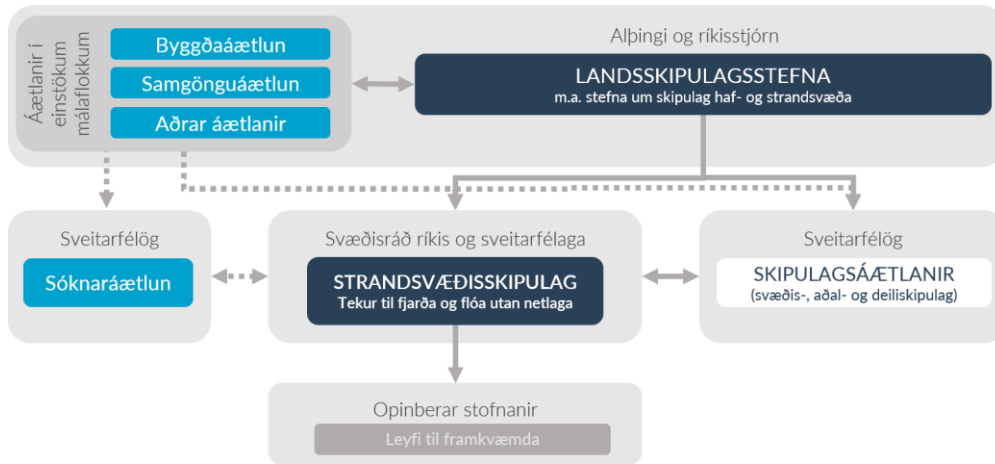 Áætlanir í
einstökum
málaflokkum
Byggðaáætlun
Samgönguáætlun
Aðrar áætlanir
Alþingi og ríkisstjórn
LANDSSKIPULAGSSTEFNA
m.a. stefna um skipulag haf- og strandsvæða
Sveitarfélög
Sóknaráætlun
Svæðisráð ríkis og sveitarfélaga
STRANDSVÆÐISSKIPULAG
Tekur til fjarða og flóa utan netlaga
Sveitarfélög
SKIPULAGSÁÆTLANIR
(svæðis-, aðal- og deiliskipulag)
Opinberar stofnanir
Leyfi til framkvæmda